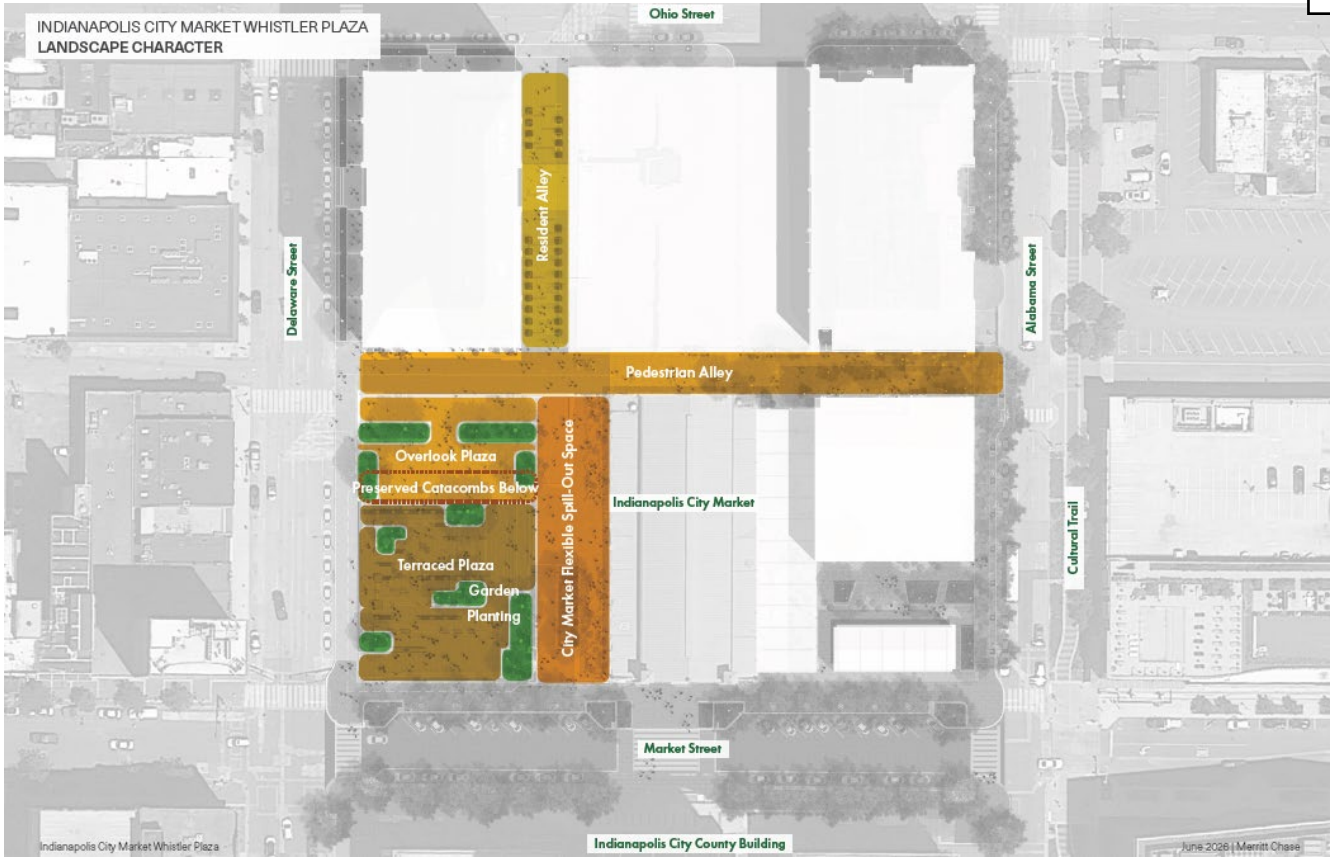 INDIANAPOLIS CITY MARKET WHISTLER PLAZA
LANDSCAPE CHARACTER
Ohio Street
Resident Alley
Delaware Street
Alabama Street
Pedestrian Alley
Overlook Plaza
Preserved Catacombs Below
City Market Flexible Spill-Out Space
Indianapolis City Market
Terraced Plaza
Garden
Planting
Cultural Trail
Market Street
Indianapolis City County Building
Indianapolis City Market Whistler Plaza
June 2026 | Merritt Chase